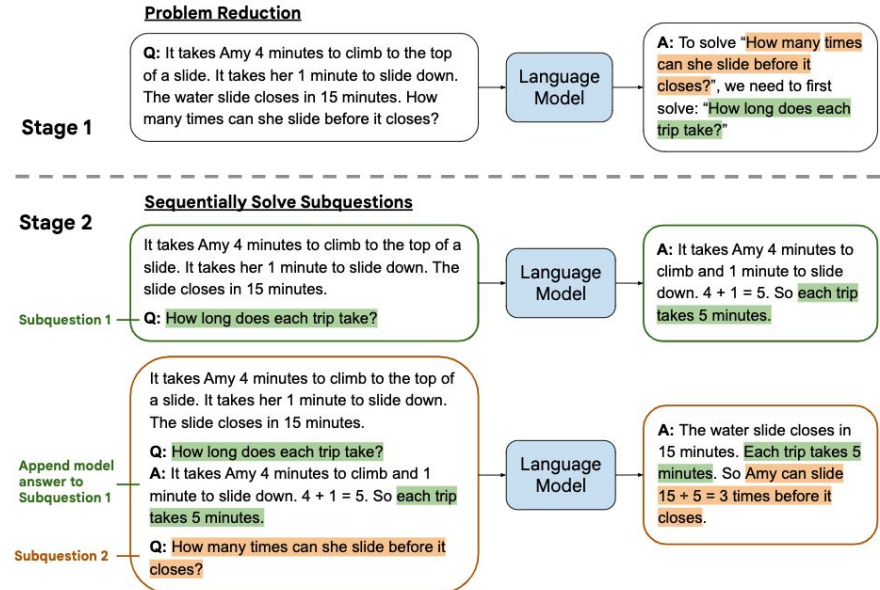 Problem Reduction
Stage 1
Q: It takes Amy 4 minutes to climb to the top
of a slide. It takes her 1 minute to slide down.
The water slide closes in 15 minutes. How
many times can she slide before it closes?
Language
Model
A: To solve “How many times
can she slide before it
closes?”, we need to first
solve: “How long does each
trip take?”
Stage 2
Sequentially Solve Subquestions
It takes Amy 4 minutes to climb to the top of a
slide. It takes her 1 minute to slide down. The
slide closes in 15 minutes.
Subquestion 1
Q: How long does each trip take?
Language
Model
A: It takes Amy 4 minutes to
climb and 1 minute to slide
down. 4 + 1 = 5. So each trip
takes 5 minutes.
It takes Amy 4 minutes to climb to the top of
a slide. It takes her 1 minute to slide down.
The slide closes in 15 minutes.
Append model
answer to
Subquestion 1
Q: How long does each trip take?
A: It takes Amy 4 minutes to climb and 1
minute to slide down. 4 + 1 = 5. So each trip
takes 5 minutes.
Subquestion 2
Q: How many times can she slide before it
closes?
Language
Model
A: The water slide closes in
15 minutes. Each trip takes 5
minutes. So Amy can slide
15 ÷ 5 = 3 times before it
closes.